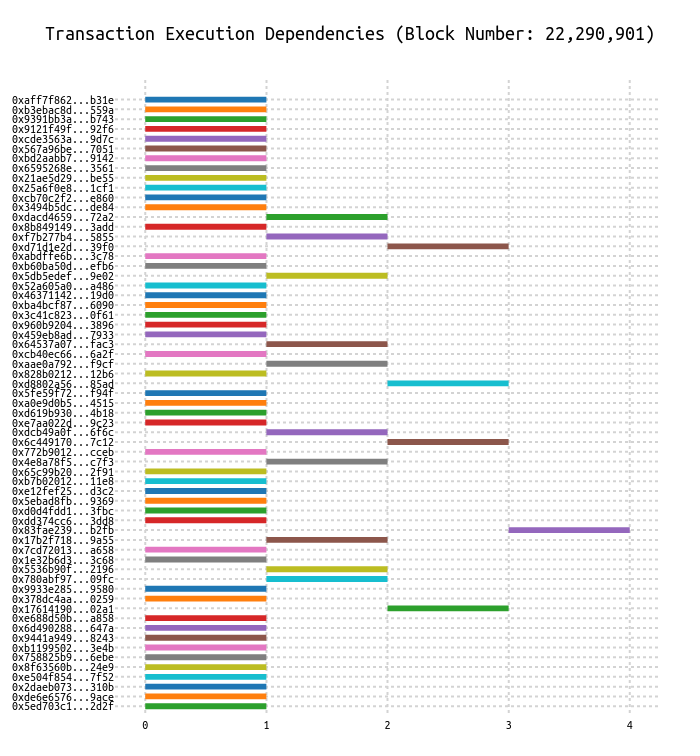 Transaction Execution Dependencies (Block Number: 22,290,901)
0xaff7f862...b31e
0xb3ebac8d...559a
0x9391bb3a...b743
0x9121f49f...92f6
0xcde3563a...9d7c
0x567a96be...7051
0xbd2aabb7...9142
0x6595268e...3561
0x21ae5d29...be55
0x25a6f0e8...1cf1
0xcb70c2f2...e860
0x3494b5dc...de84
0xdacd4659...72a2
0x8b849149...3add
0xf7b277b4...5855
0xd71d1e2d...39f0
0xabdffe6b...3c78
0xb60ba50d...efb6
0x5db5edef...9e02
0x52a605a0...a486
0x46371142...19d0
0xba4bcf87...6090
0x3c41c823...0f61
0x960b9204...3896
0x459eb8ad...7933
0x64537a07...fac3
0xcb40ec66...6a2f
0xaae0a792...f9cf
0x828b0212...12b6
0xd8802a56...85ad
0x5fe59f72...f94f
0xa0e9d0b5...4515
0xd619b930...4b18
0xe7aa022d...9c23
0xdcb49a0f...6f6c
0x6c449170...7c12
0x772b9012...cceb
0x4e8a78f5...c7f3
0x65c99b20...2f91
0xb7b02012...11e8
0xe12fef25...d3c2
0x5ebad8fb...9369
0xd0d4fdd1...3fbc
0xdd374cc6...3dd8
0x83fae239...b2fb
0x17b2f718...9a55
0x7cd72013...a658
0x1e32b6d3...3c68
0x5536b90f...2196
0x780abf97...09fc
0x9933e285...9580
0x378dc4aa...0259
0x17614190...02a1
0xe688d50b...a858
0x6d490288...647a
0x9441a949...8243
0xb1199502...3e4b
0x758825b9...6ebe
0x8f63560b...24e9
0xe504f854...7f52
0x2daeb073...310b
0xde6e6576...9ace
0x5ed703c1...2d2f
0 1 2 3 4